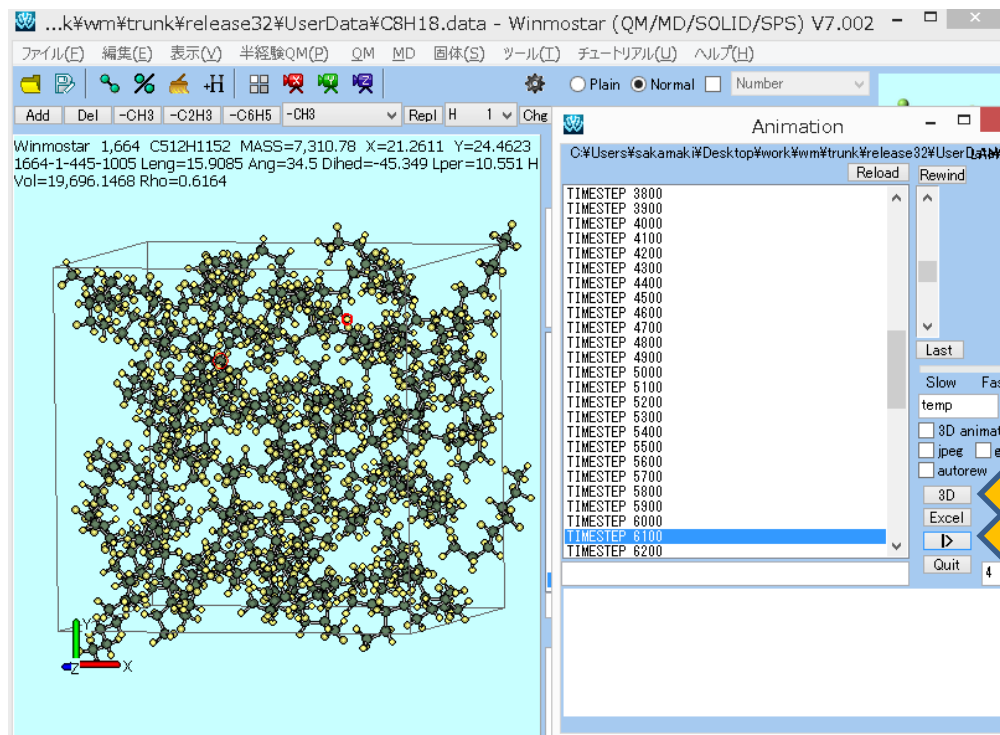 ...k¥wm¥trunk¥release32¥UserData¥C8H18.data - Winmostar (QM/MD/SOLID/SPS) V7.002
ファイル(F) 編集(E) 表示(V) 半経験QM(P) QM MD 固体(S) ツール(T) チュートリアル(U) ヘルプ(H)
+H Plain Normal Number
Add Del -CH3 -C2H3 -C6H5 -CH3 Repl H 1 Chg
Winmostar 1,664 C512H1152 MASS=7,310.78 X=21.2611 Y=24.4623
1664-1-445-1005 Leng=15.9085 Ang=34.5 Dihed=-45.349 Lper=10.551 H
Vol=19,696.1468 Rho=0.6164
Y
Z X
Animation
C:¥Users¥sakamaki¥Desktop¥work¥wm¥trunk¥release32¥UserData¥
Reload Rewind
TIMESTEP 3800
TIMESTEP 3900
TIMESTEP 4000
TIMESTEP 4100
TIMESTEP 4200
TIMESTEP 4300
TIMESTEP 4400
TIMESTEP 4500
TIMESTEP 4600
TIMESTEP 4700
TIMESTEP 4800
TIMESTEP 4900
TIMESTEP 5000
TIMESTEP 5100
TIMESTEP 5200
TIMESTEP 5300
TIMESTEP 5400
TIMESTEP 5500
TIMESTEP 5600
TIMESTEP 5700
TIMESTEP 5800
TIMESTEP 5900
TIMESTEP 6000
TIMESTEP 6100
TIMESTEP 6200
Last
Slow Fas
temp
3D animat
jpeg e
autorew
3D
Excel
|>
Quit 4